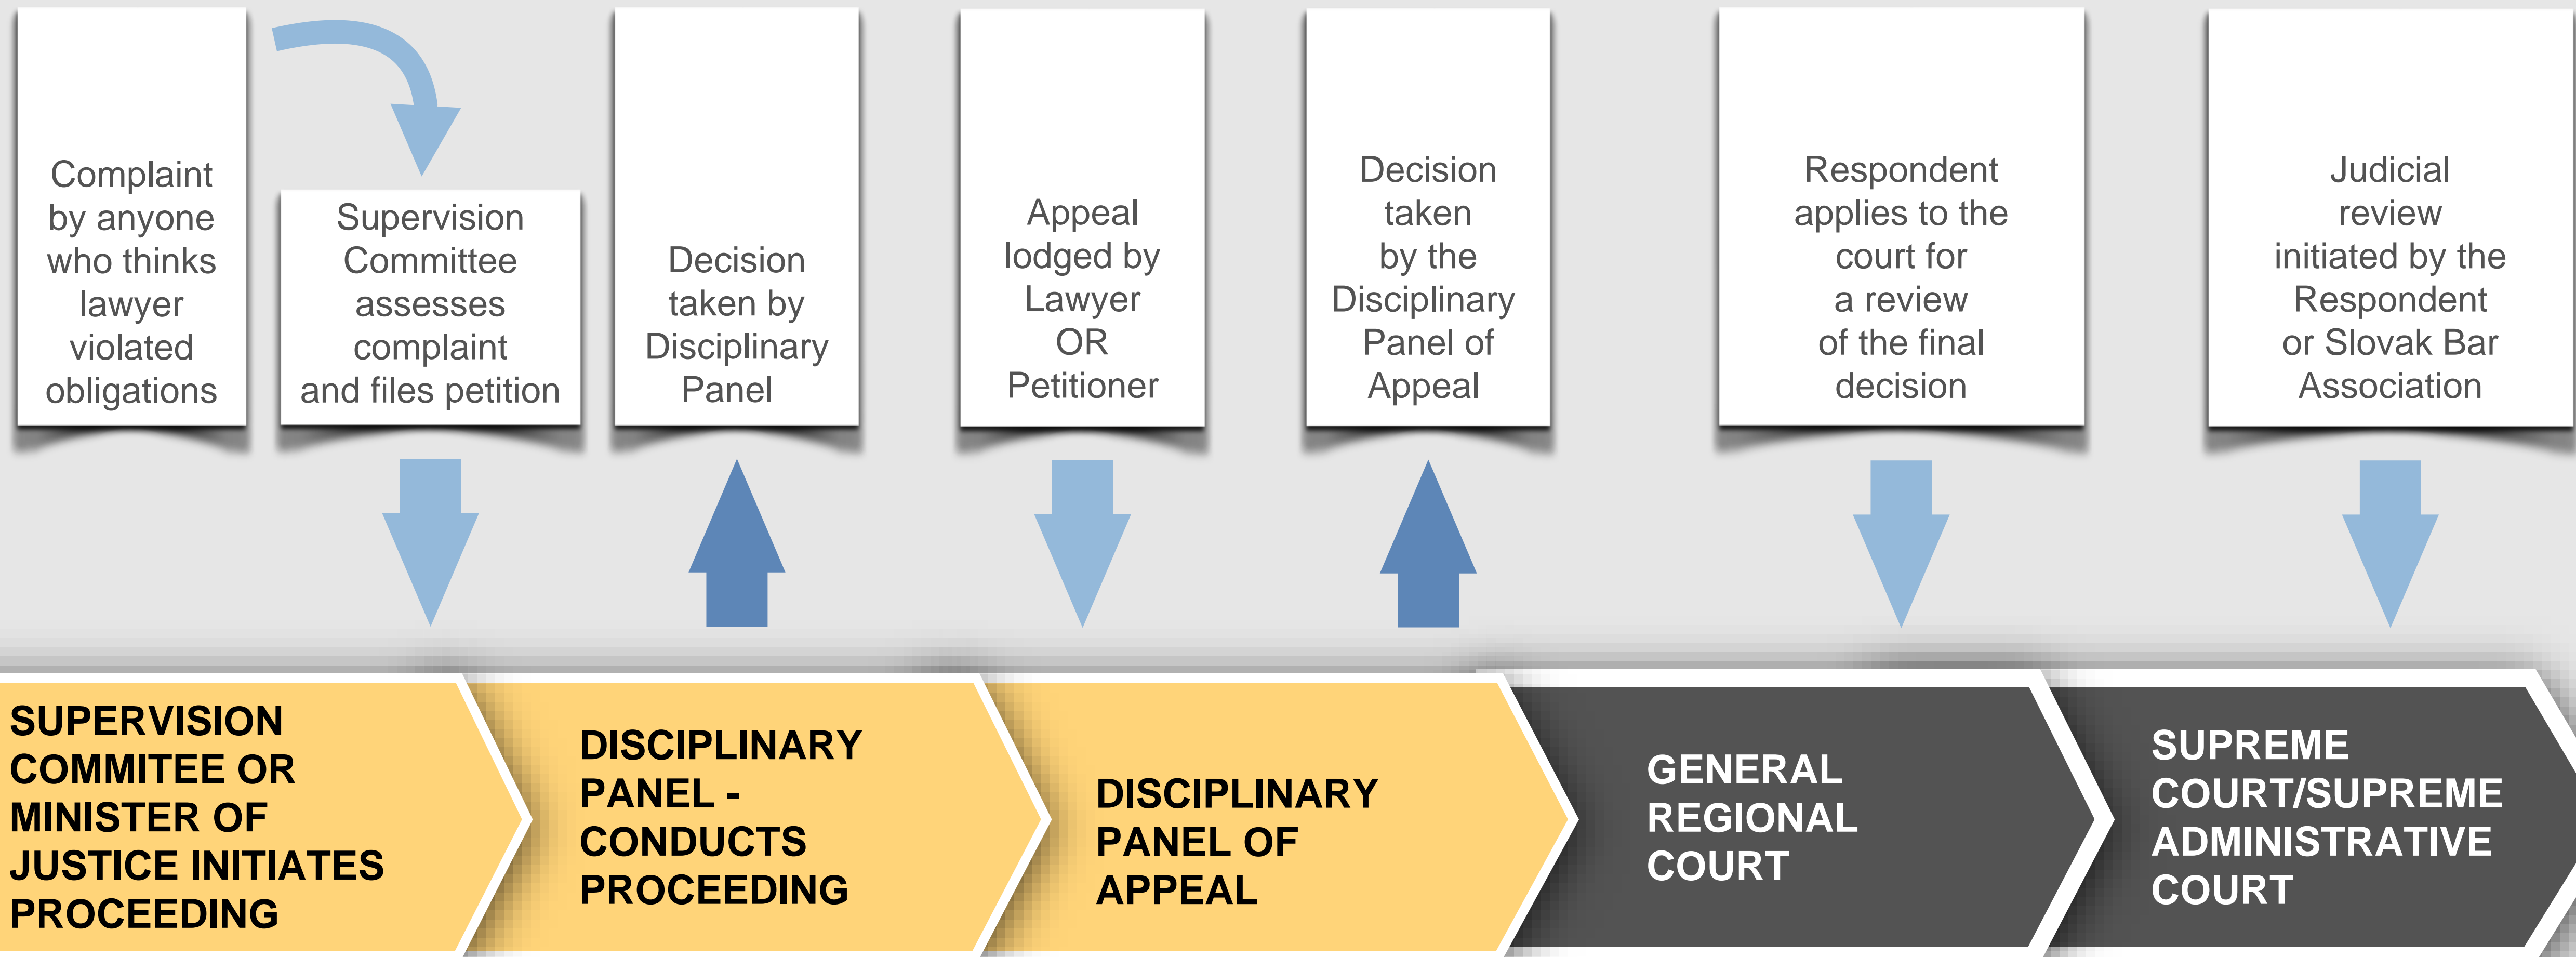 Complaint
by anyone
who thinks
lawyer
violated
obligations
Supervision
Committee
assesses
complaint
and files petition
Decision
taken by
Disciplinary
Panel
Appeal
lodged by
Lawyer
OR
Petitioner
Decision
taken
by the
Disciplinary
Panel of
Appeal
Respondent
applies to the
court for
a review
of the final
decision
Judicial
review
initiated by the
Respondent
or Slovak Bar
Association
SUPERVISION
COMMITEE OR
MINISTER OF
JUSTICE INITIATES
PROCEEDING
DISCIPLINARY
PANEL -
CONDUCTS
PROCEEDING
DISCIPLINARY
PANEL OF
APPEAL
GENERAL
REGIONAL
COURT
SUPREME
COURT/SUPREME
ADMINISTRATIVE
COURT